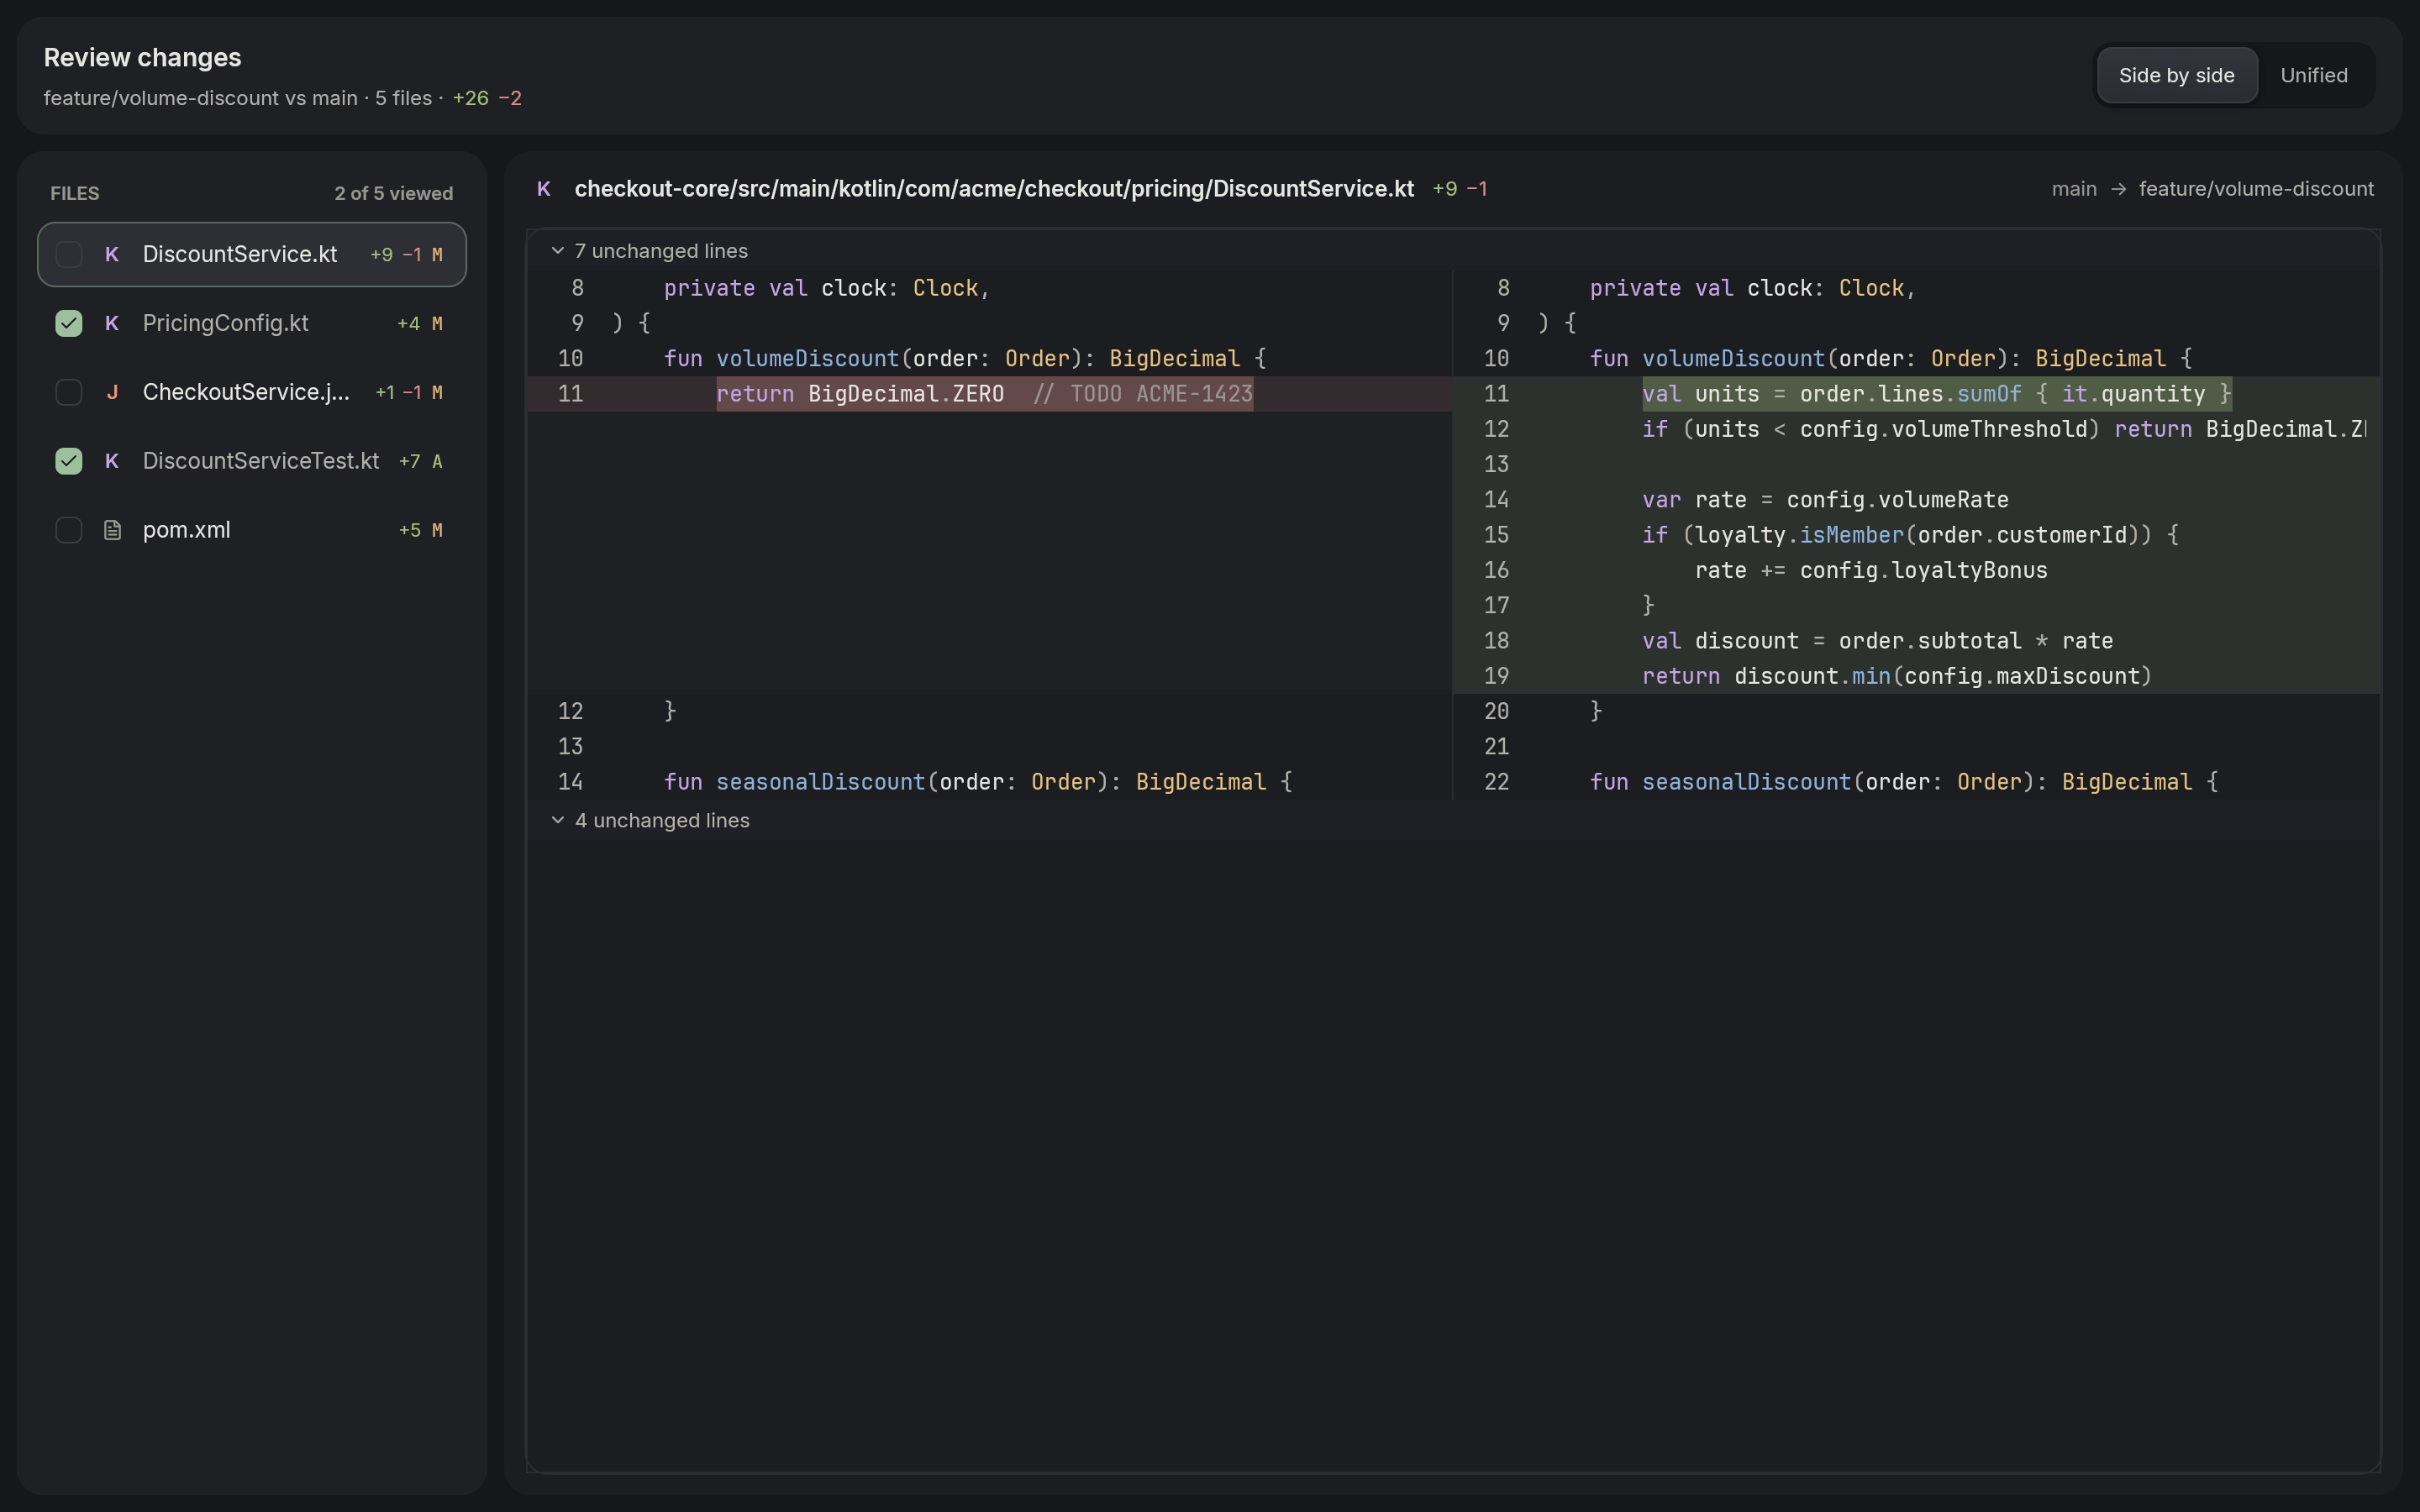 Review changes
feature/volume-discount vs main · 5 files · +26 −2
Side by side Unified
FILES 2 of 5 viewed
K DiscountService.kt +9 −1 M
K PricingConfig.kt +4 M
J CheckoutService.j... +1 −1 M
K DiscountServiceTest.kt +7 A
pom.xml +5 M
K checkout-core/src/main/kotlin/com/acme/checkout/pricing/DiscountService.kt +9 −1
main → feature/volume-discount
7 unchanged lines
8 private val clock: Clock,
9 ) {
10 fun volumeDiscount(order: Order): BigDecimal {
11 return BigDecimal.ZERO // TODO ACME-1423
12 }
13
14 fun seasonalDiscount(order: Order): BigDecimal {
8 private val clock: Clock,
9 ) {
10 fun volumeDiscount(order: Order): BigDecimal {
11 val units = order.lines.sumOf { it.quantity }
12 if (units < config.volumeThreshold) return BigDecimal.Z
13
14 var rate = config.volumeRate
15 if (loyalty.isMember(order.customerId)) {
16 rate += config.loyaltyBonus
17 }
18 val discount = order.subtotal * rate
19 return discount.min(config.maxDiscount)
20 }
21
22 fun seasonalDiscount(order: Order): BigDecimal {
4 unchanged lines